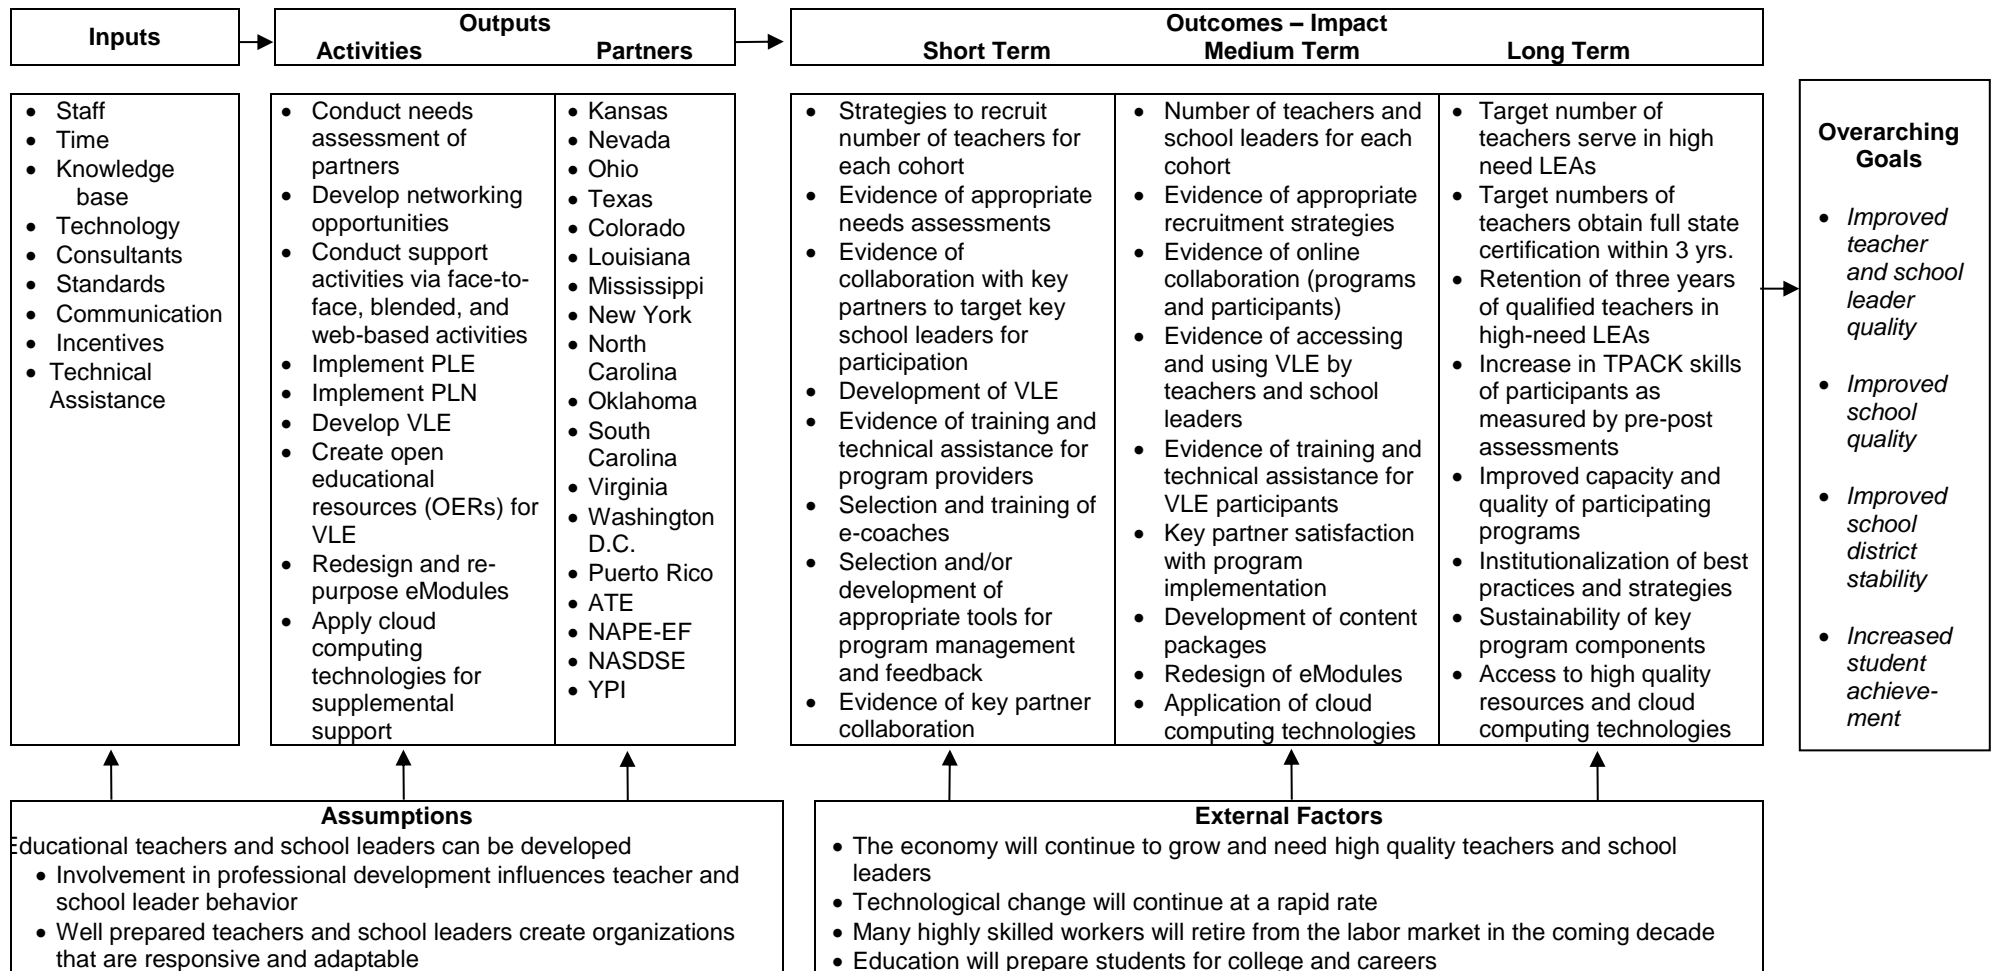 Inputs
Outputs
Activities Partners
Outcomes – Impact
Short Term Medium Term Long Term
• Staff
• Time
• Knowledge
base
• Technology
• Consultants
• Standards
• Communication
• Incentives
• Technical
Assistance
• Conduct needs
assessment of
partners
• Develop networking
opportunities
• Conduct support
activities via face-to-
face, blended, and
web-based activities
• Implement PLE
• Implement PLN
• Develop VLE
• Create open
educational
resources (OERs) for
VLE
• Redesign and re-
purpose eModules
• Apply cloud
computing
technologies for
supplemental
support
• Kansas
• Nevada
• Ohio
• Texas
• Colorado
• Louisiana
• Mississippi
• New York
• North
Carolina
• Oklahoma
• South
Carolina
• Virginia
• Washington
D.C.
• Puerto Rico
• ATE
• NAPE-EF
• NASDSE
• YPI
• Strategies to recruit
number of teachers for
each cohort
• Evidence of appropriate
needs assessments
• Evidence of
collaboration with key
partners to target key
school leaders for
participation
• Development of VLE
• Evidence of training and
technical assistance for
program providers
• Selection and training of
e-coaches
• Selection and/or
development of
appropriate tools for
program management
and feedback
• Evidence of key partner
collaboration
• Number of teachers and
school leaders for each
cohort
• Evidence of appropriate
recruitment strategies
• Evidence of online
collaboration (programs
and participants)
• Evidence of accessing
and using VLE by
teachers and school
leaders
• Evidence of training and
technical assistance for
VLE participants
• Key partner satisfaction
with program
implementation
• Development of content
packages
• Redesign of eModules
• Application of cloud
computing technologies
• Target number of
teachers serve in high
need LEAs
• Target numbers of
teachers obtain full state
certification within 3 yrs.
• Retention of three years
of qualified teachers in
high-need LEAs
• Increase in TPACK skills
of participants as
measured by pre-post
assessments
• Improved capacity and
quality of participating
programs
• Institutionalization of best
practices and strategies
• Sustainability of key
program components
• Access to high quality
resources and cloud
computing technologies
Overarching
Goals
• Improved
teacher
and school
leader
quality
• Improved
school
quality
• Improved
school
district
stability
• Increased
student
achieve-
ment
Assumptions
Educational teachers and school leaders can be developed
• Involvement in professional development influences teacher and
school leader behavior
• Well prepared teachers and school leaders create organizations
that are responsive and adaptable
External Factors
• The economy will continue to grow and need high quality teachers and school
leaders
• Technological change will continue at a rapid rate
• Many highly skilled workers will retire from the labor market in the coming decade
• Education will prepare students for college and careers